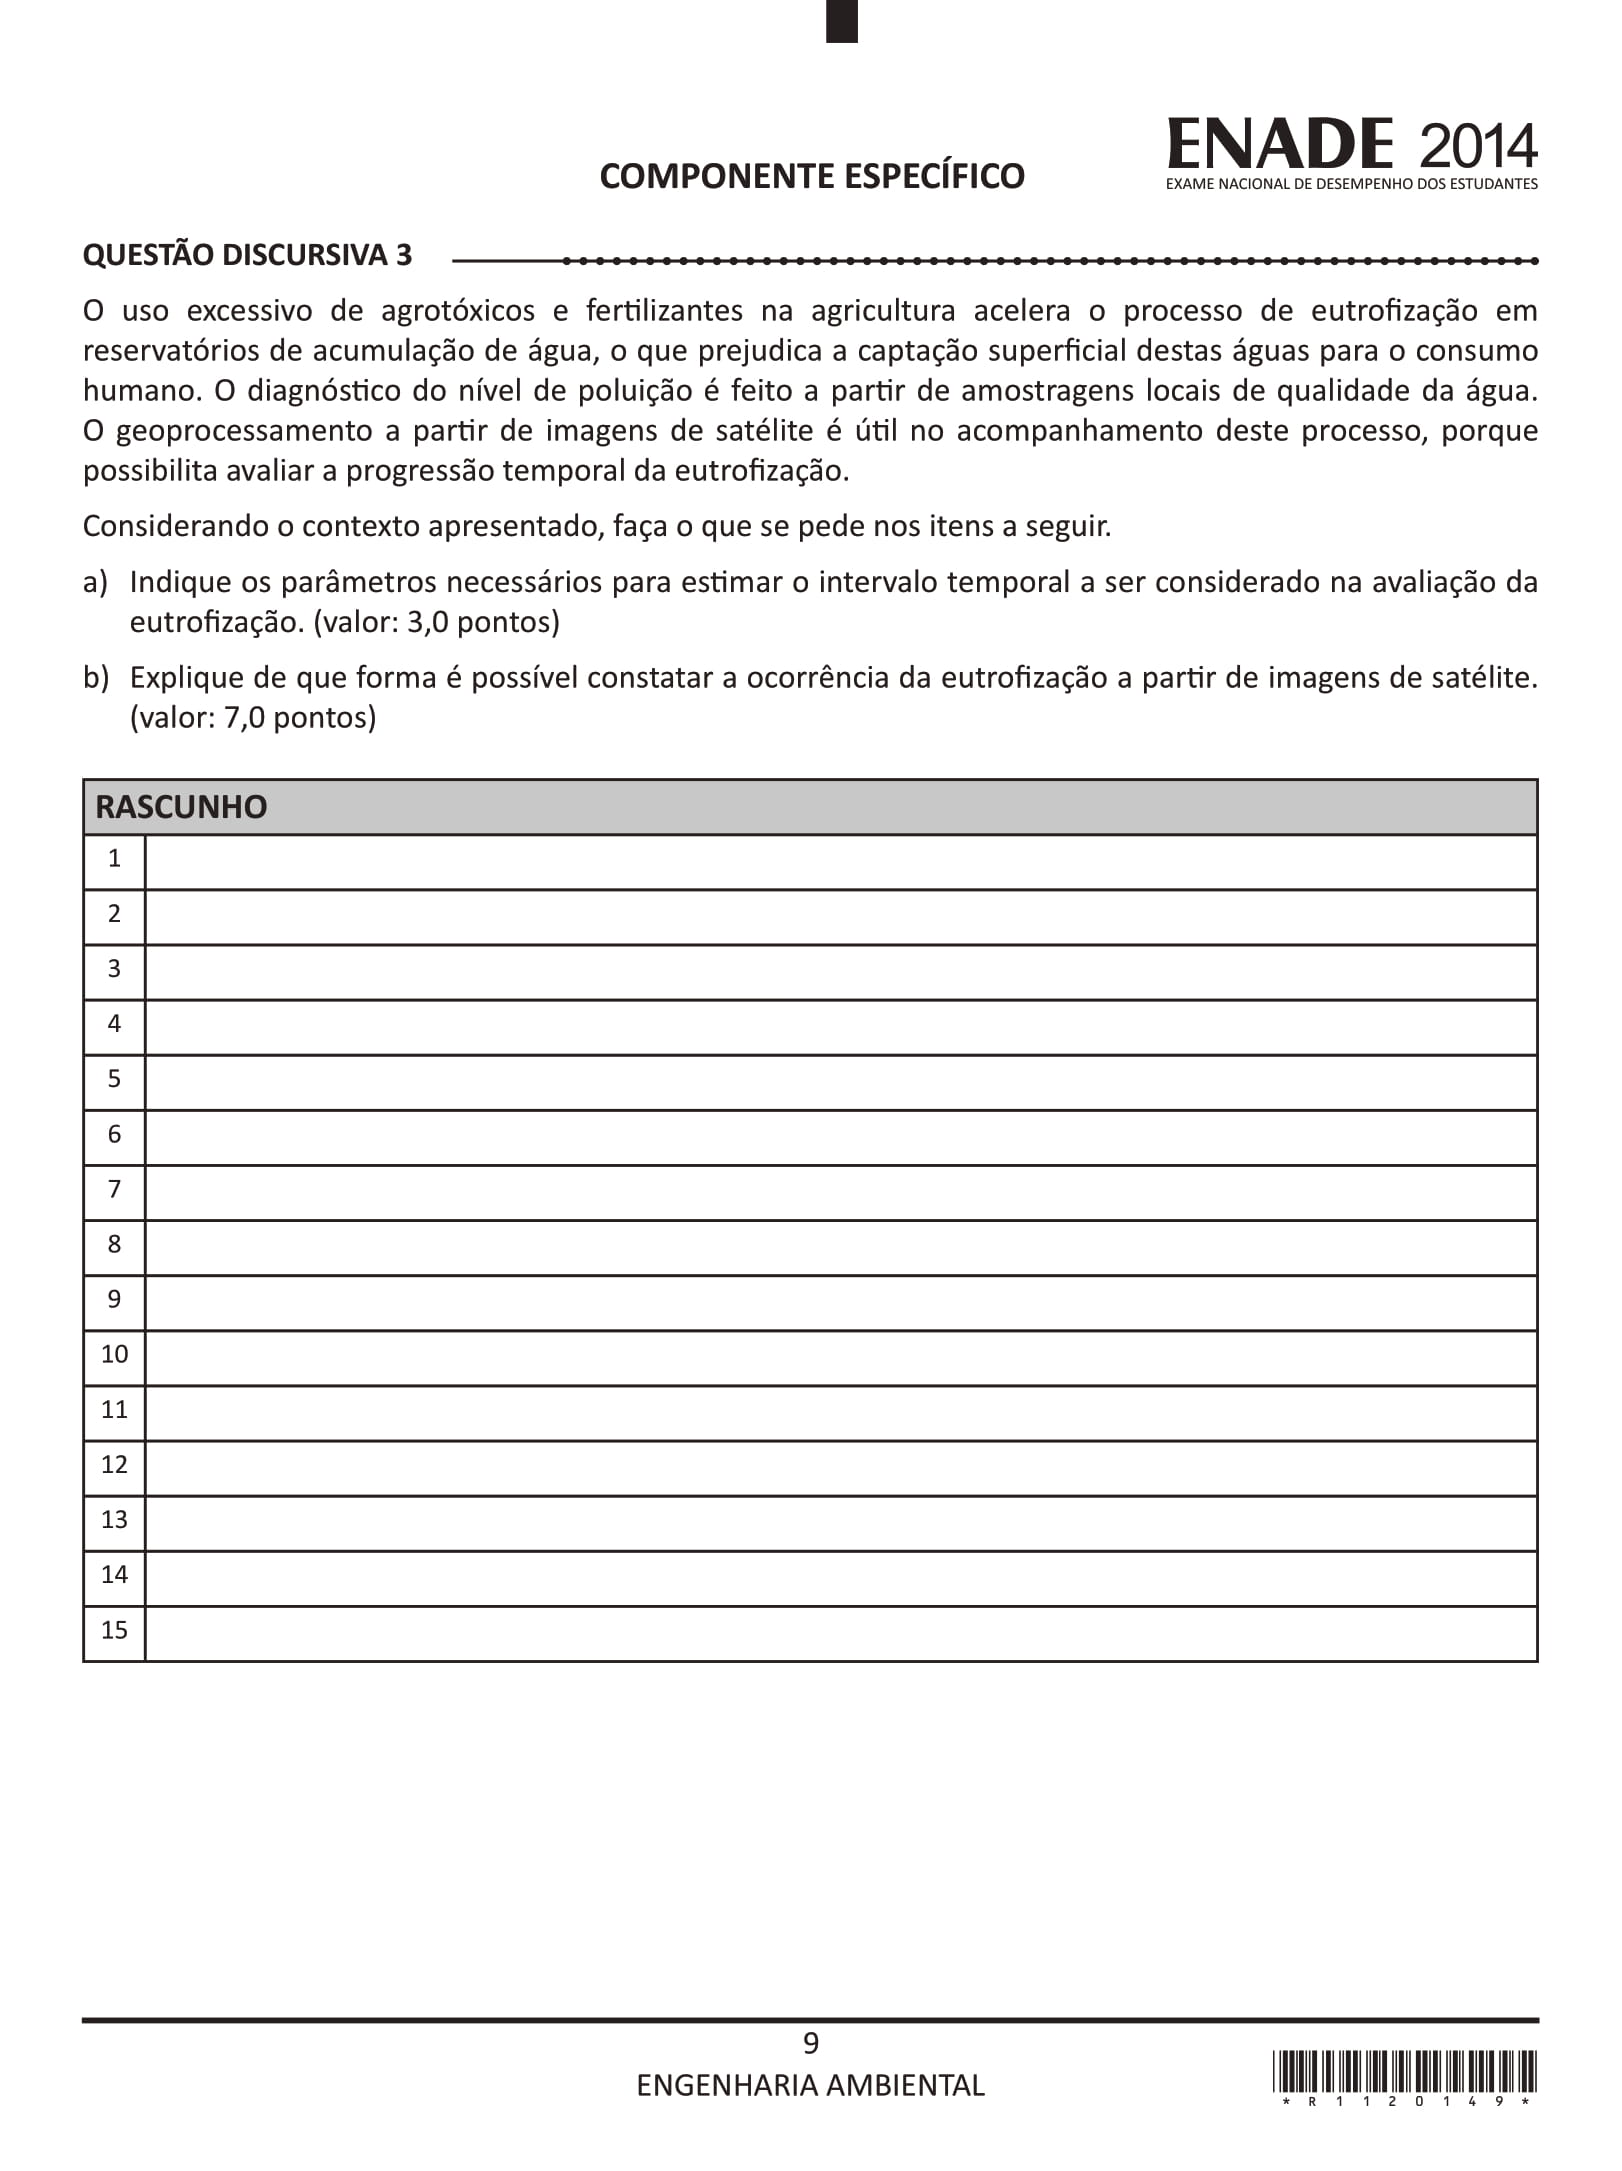 ENADE 2014
EXAME NACIONAL DE DESEMPENHO DOS ESTUDANTES
COMPONENTE ESPECÍFICO
QUESTÃO DISCURSIVA 3
O uso excessivo de agrotóxicos e fertilizantes na agricultura acelera o processo de eutrofização em
reservatórios de acumulação de água, o que prejudica a captação superficial destas águas para o consumo
humano. O diagnóstico do nível de poluição é feito a partir de amostragens locais de qualidade da água.
O geoprocessamento a partir de imagens de satélite é útil no acompanhamento deste processo, porque
possibilita avaliar a progressão temporal da eutrofização.
Considerando o contexto apresentado, faça o que se pede nos itens a seguir.
a) Indique os parâmetros necessários para estimar o intervalo temporal a ser considerado na avaliação da
eutrofização. (valor: 3,0 pontos)
b) Explique de que forma é possível constatar a ocorrência da eutrofização a partir de imagens de satélite.
(valor: 7,0 pontos)
RASCUNHO
1
2
3
4
5
6
7
8
9
10
11
12
13
14
15
9
ENGENHARIA AMBIENTAL
* R 1 1 2 0 1 4 9 *